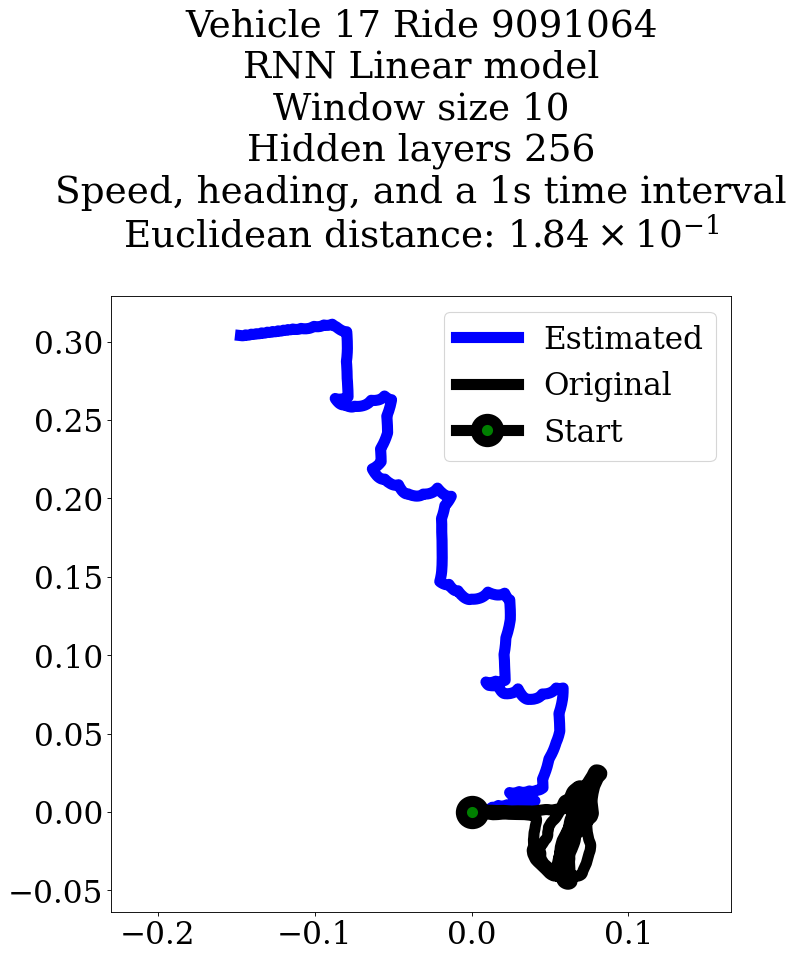 Vehicle 17 Ride 9091064
RNN Linear model
Window size 10
Hidden layers 256
Speed, heading, and a 1s time interval
Euclidean distance: 1.84 × 10⁻¹
Estimated
Original
Start
0.30
0.25
0.20
0.15
0.10
0.05
0.00
−0.05
−0.2
−0.1
0.0
0.1